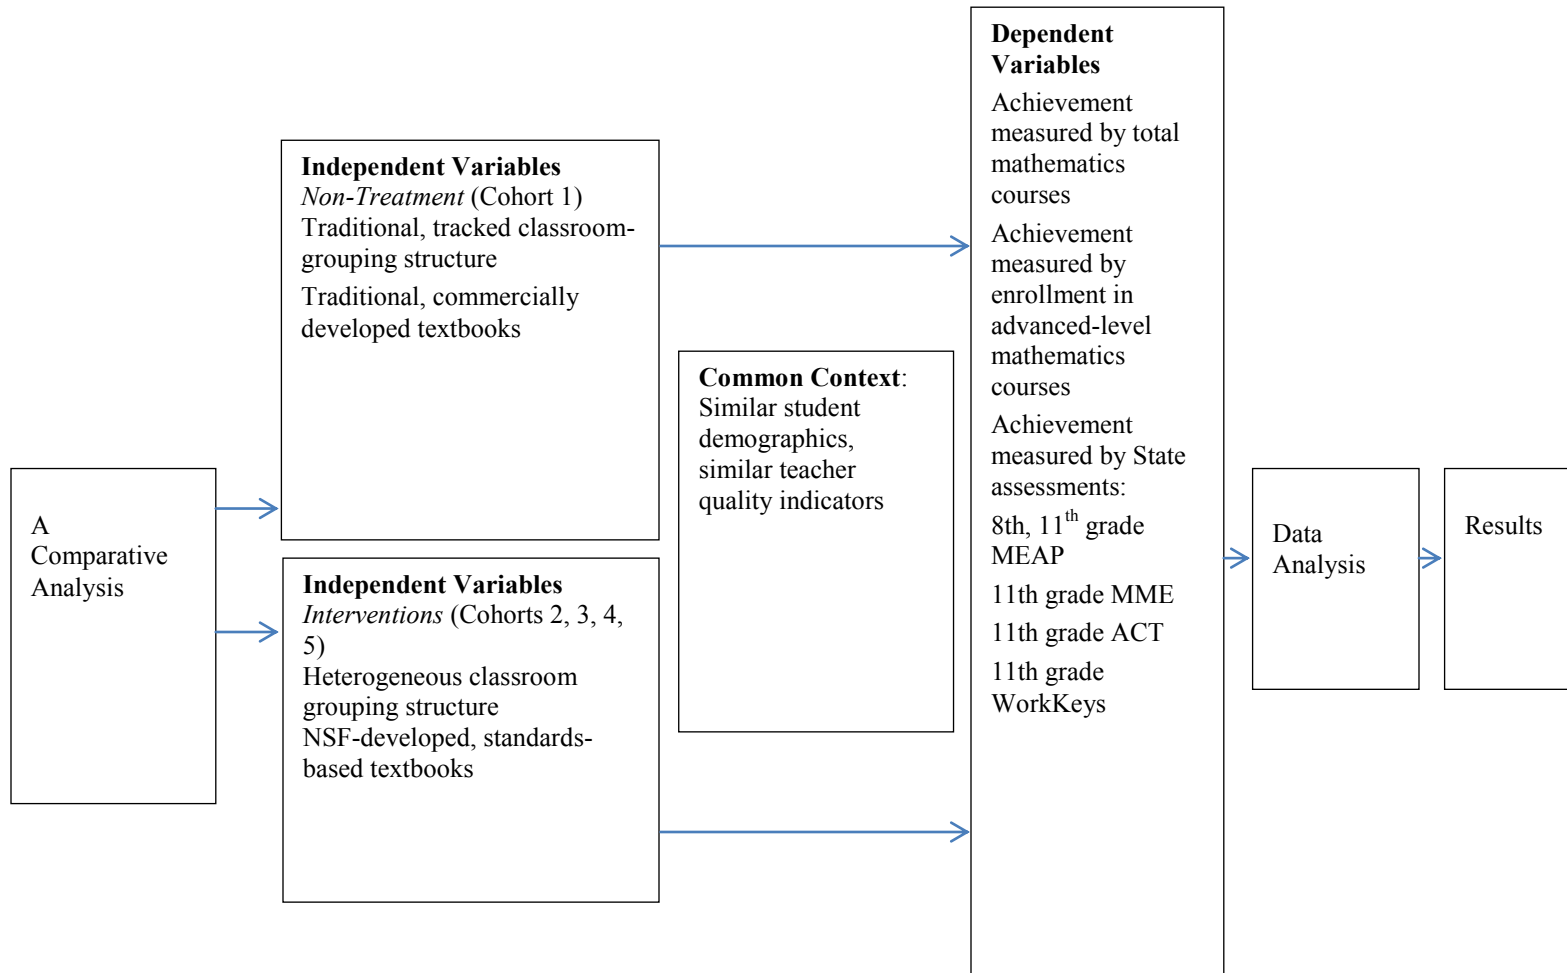 A
Comparative
Analysis
Independent Variables
Non-Treatment (Cohort 1)
Traditional, tracked classroom-
grouping structure
Traditional, commercially
developed textbooks
Independent Variables
Interventions (Cohorts 2, 3, 4,
5)
Heterogeneous classroom
grouping structure
NSF-developed, standards-
based textbooks
Common Context:
Similar student
demographics,
similar teacher
quality indicators
Dependent
Variables
Achievement
measured by total
mathematics
courses
Achievement
measured by
enrollment in
advanced-level
mathematics
courses
Achievement
measured by State
assessments:
8th, 11th grade
MEAP
11th grade MME
11th grade ACT
11th grade
WorkKeys
Data
Analysis
Results